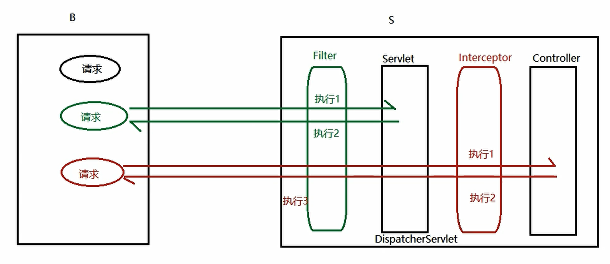 B
S
Filter
Servlet
Interceptor
Controller
请求
请求
执行1
执行2
请求
执行1
执行3
执行2
DispatcherServlet